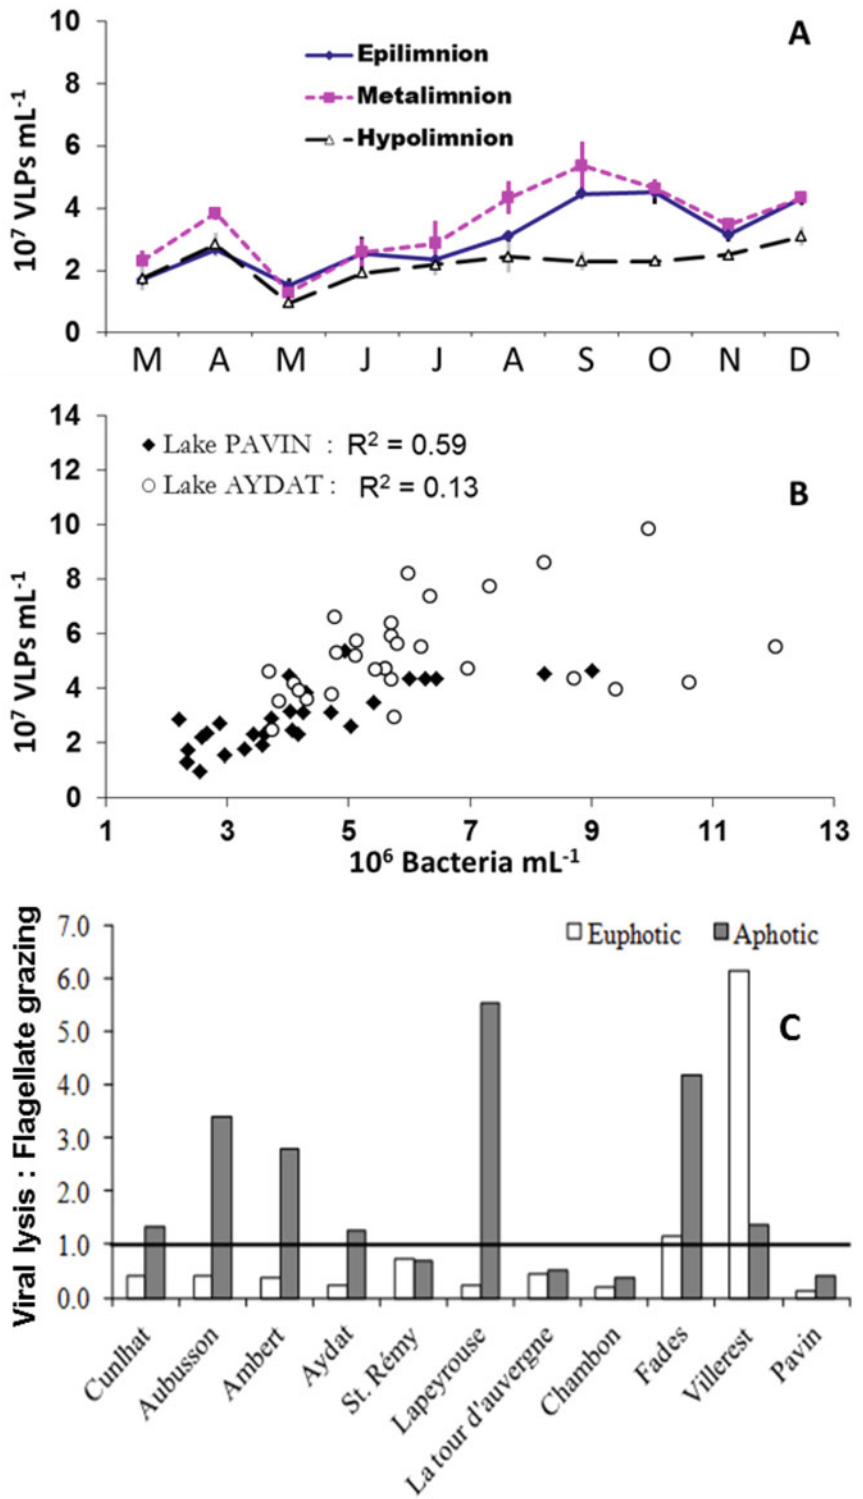 A
10
8
6
4
2
0
10⁷ VLPs mL⁻¹
Epilimnion
Metalimnion
Hypolimnion
M A M J J A S O N D
B
14
12
10
8
6
4
2
0
10⁷ VLPs mL⁻¹
Lake PAVIN : R² = 0.59
Lake AYDAT : R² = 0.13
1 3 5 7 9 11 13
10⁶ Bacteria mL⁻¹
C
7.0
6.0
5.0
4.0
3.0
2.0
1.0
0.0
Viral lysis : Flagellate grazing
Euphotic Aphotic
Cunlhat
Aubusson
Ambert
Aydat
St. Rémy
Lapeyrouse
La tour d'auvergne
Chambon
Fades
Villerest
Pavin